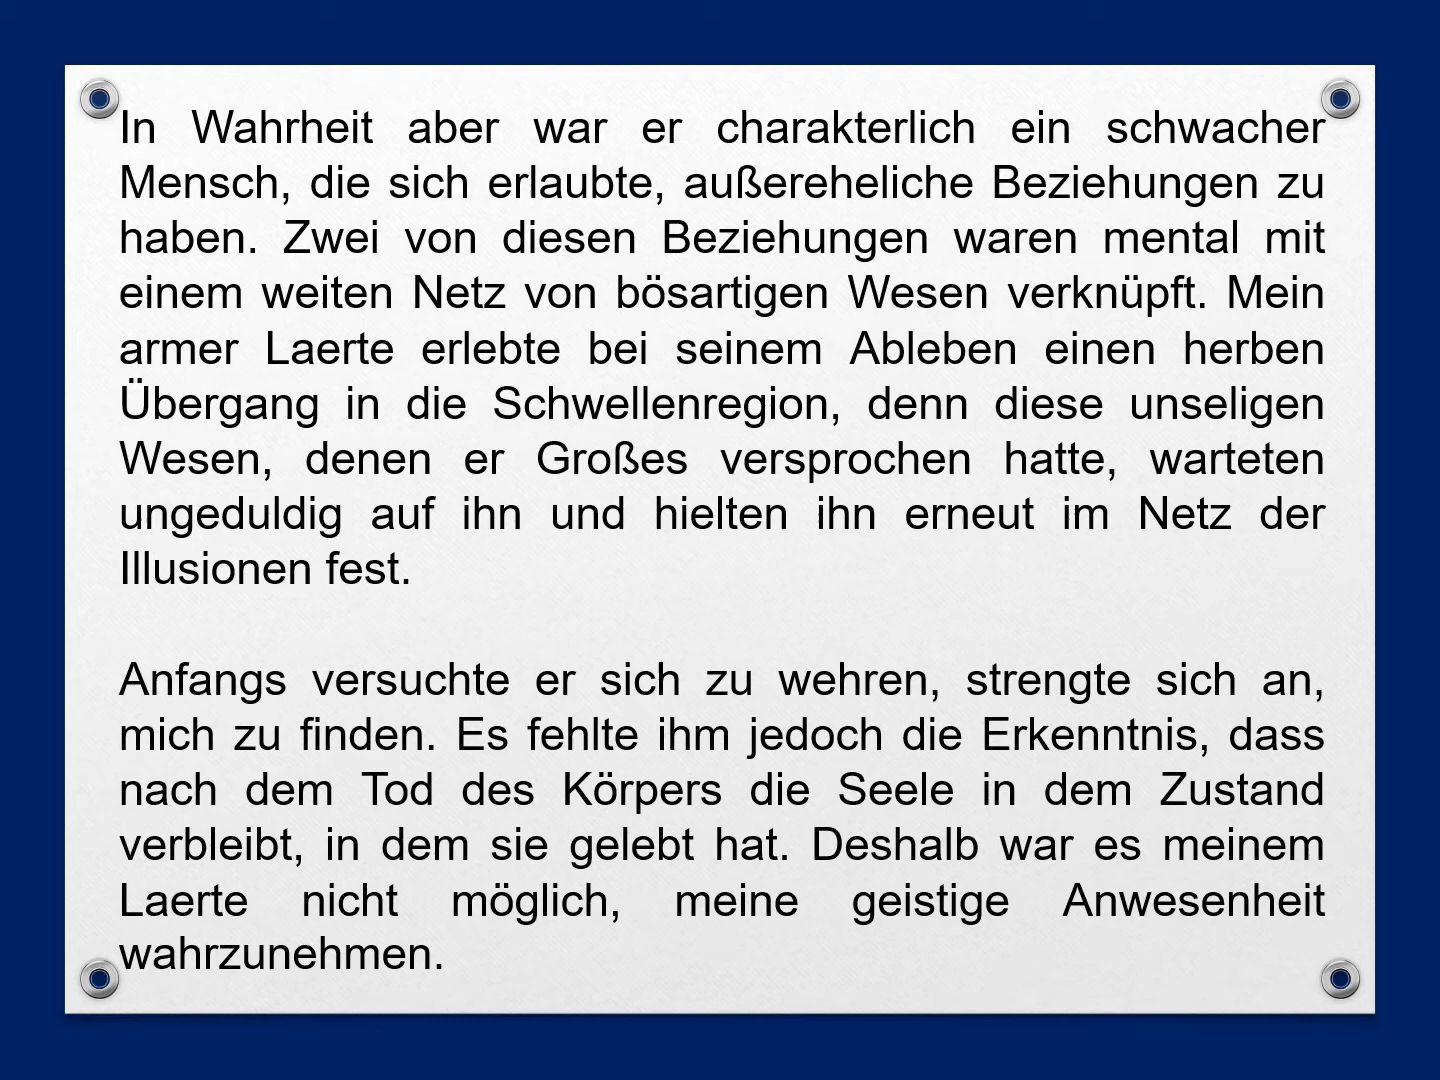 In Wahrheit aber war er charakterlich ein schwacher
Mensch, die sich erlaubte, außereheliche Beziehungen zu
haben. Zwei von diesen Beziehungen waren mental mit
einem weiten Netz von bösartigen Wesen verknüpft. Mein
armer Laerte erlebte bei seinem Ableben einen herben
Übergang in die Schwellenregion, denn diese unseligen
Wesen, denen er Großes versprochen hatte, warteten
ungeduldig auf ihn und hielten ihn erneut im Netz der
Illusionen fest.
Anfangs versuchte er sich zu wehren, strengte sich an,
mich zu finden. Es fehlte ihm jedoch die Erkenntnis, dass
nach dem Tod des Körpers die Seele in dem Zustand
verbleibt, in dem sie gelebt hat. Deshalb war es meinem
Laerte nicht möglich, meine geistige Anwesenheit
wahrzunehmen.